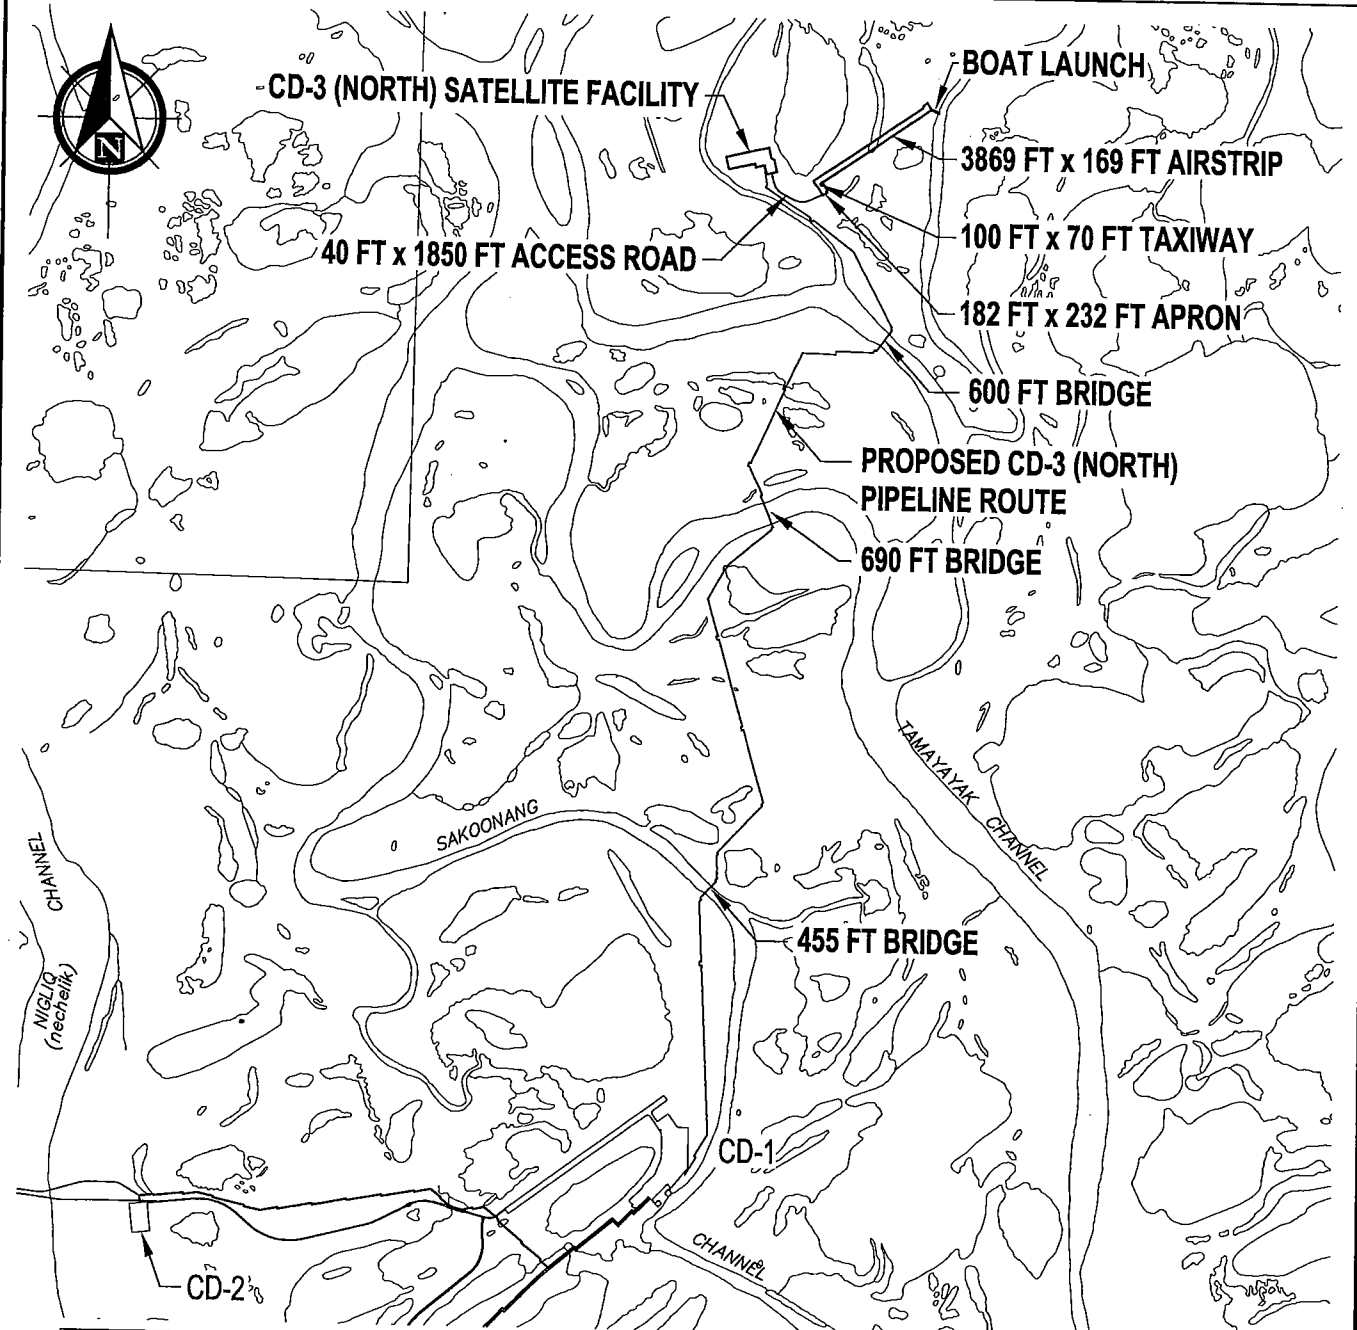 BOAT LAUNCH
CD-3 (NORTH) SATELLITE FACILITY
N
3869 FT x 169 FT AIRSTRIP
100 FT x 70 FT TAXIWAY
40 FT x 1850 FT ACCESS ROAD
182 FT x 232 FT APRON
600 FT BRIDGE
PROPOSED CD-3 (NORTH)
PIPELINE ROUTE
690 FT BRIDGE
TAMAYAYAK CHANNEL
SAKOONANG
CHANNEL
NIGLIQ
(nechelik)
455 FT BRIDGE
CD-1
CHANNEL
CD-2